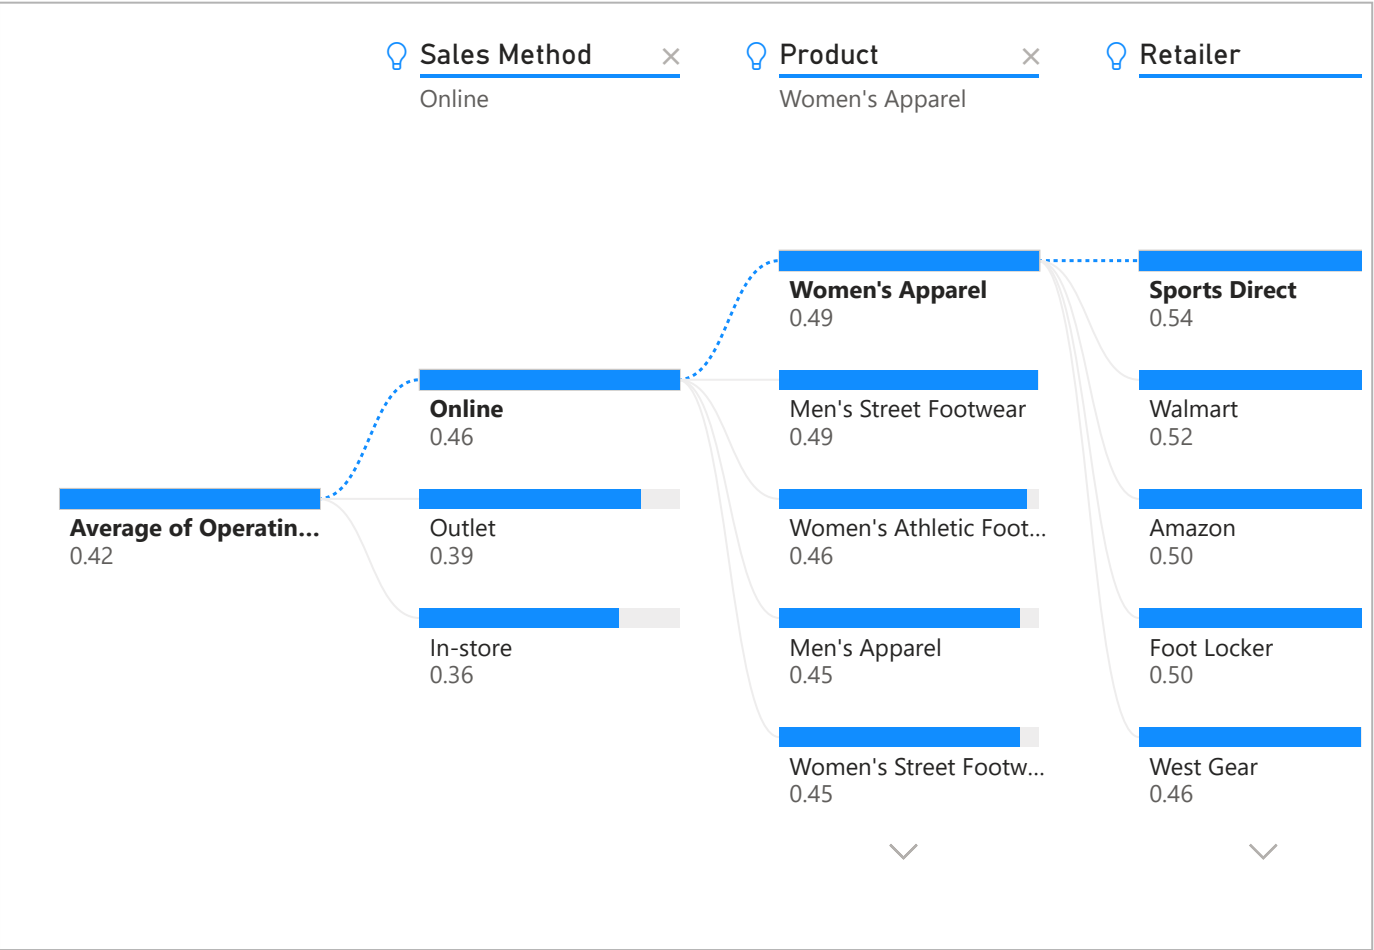 Sales Method
Online
Product
Women's Apparel
Retailer
Average of Operatin...
0.42
Online
0.46
Outlet
0.39
In-store
0.36
Women's Apparel
0.49
Men's Street Footwear
0.49
Women's Athletic Foot...
0.46
Men's Apparel
0.45
Women's Street Footw...
0.45
Sports Direct
0.54
Walmart
0.52
Amazon
0.50
Foot Locker
0.50
West Gear
0.46